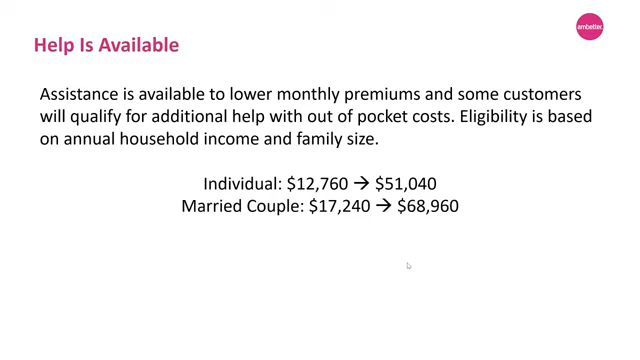 ambetter.
Help Is Available
Assistance is available to lower monthly premiums and some customers
will qualify for additional help with out of pocket costs. Eligibility is based
on annual household income and family size.
Individual: $12,760 → $51,040
Married Couple: $17,240 → $68,960